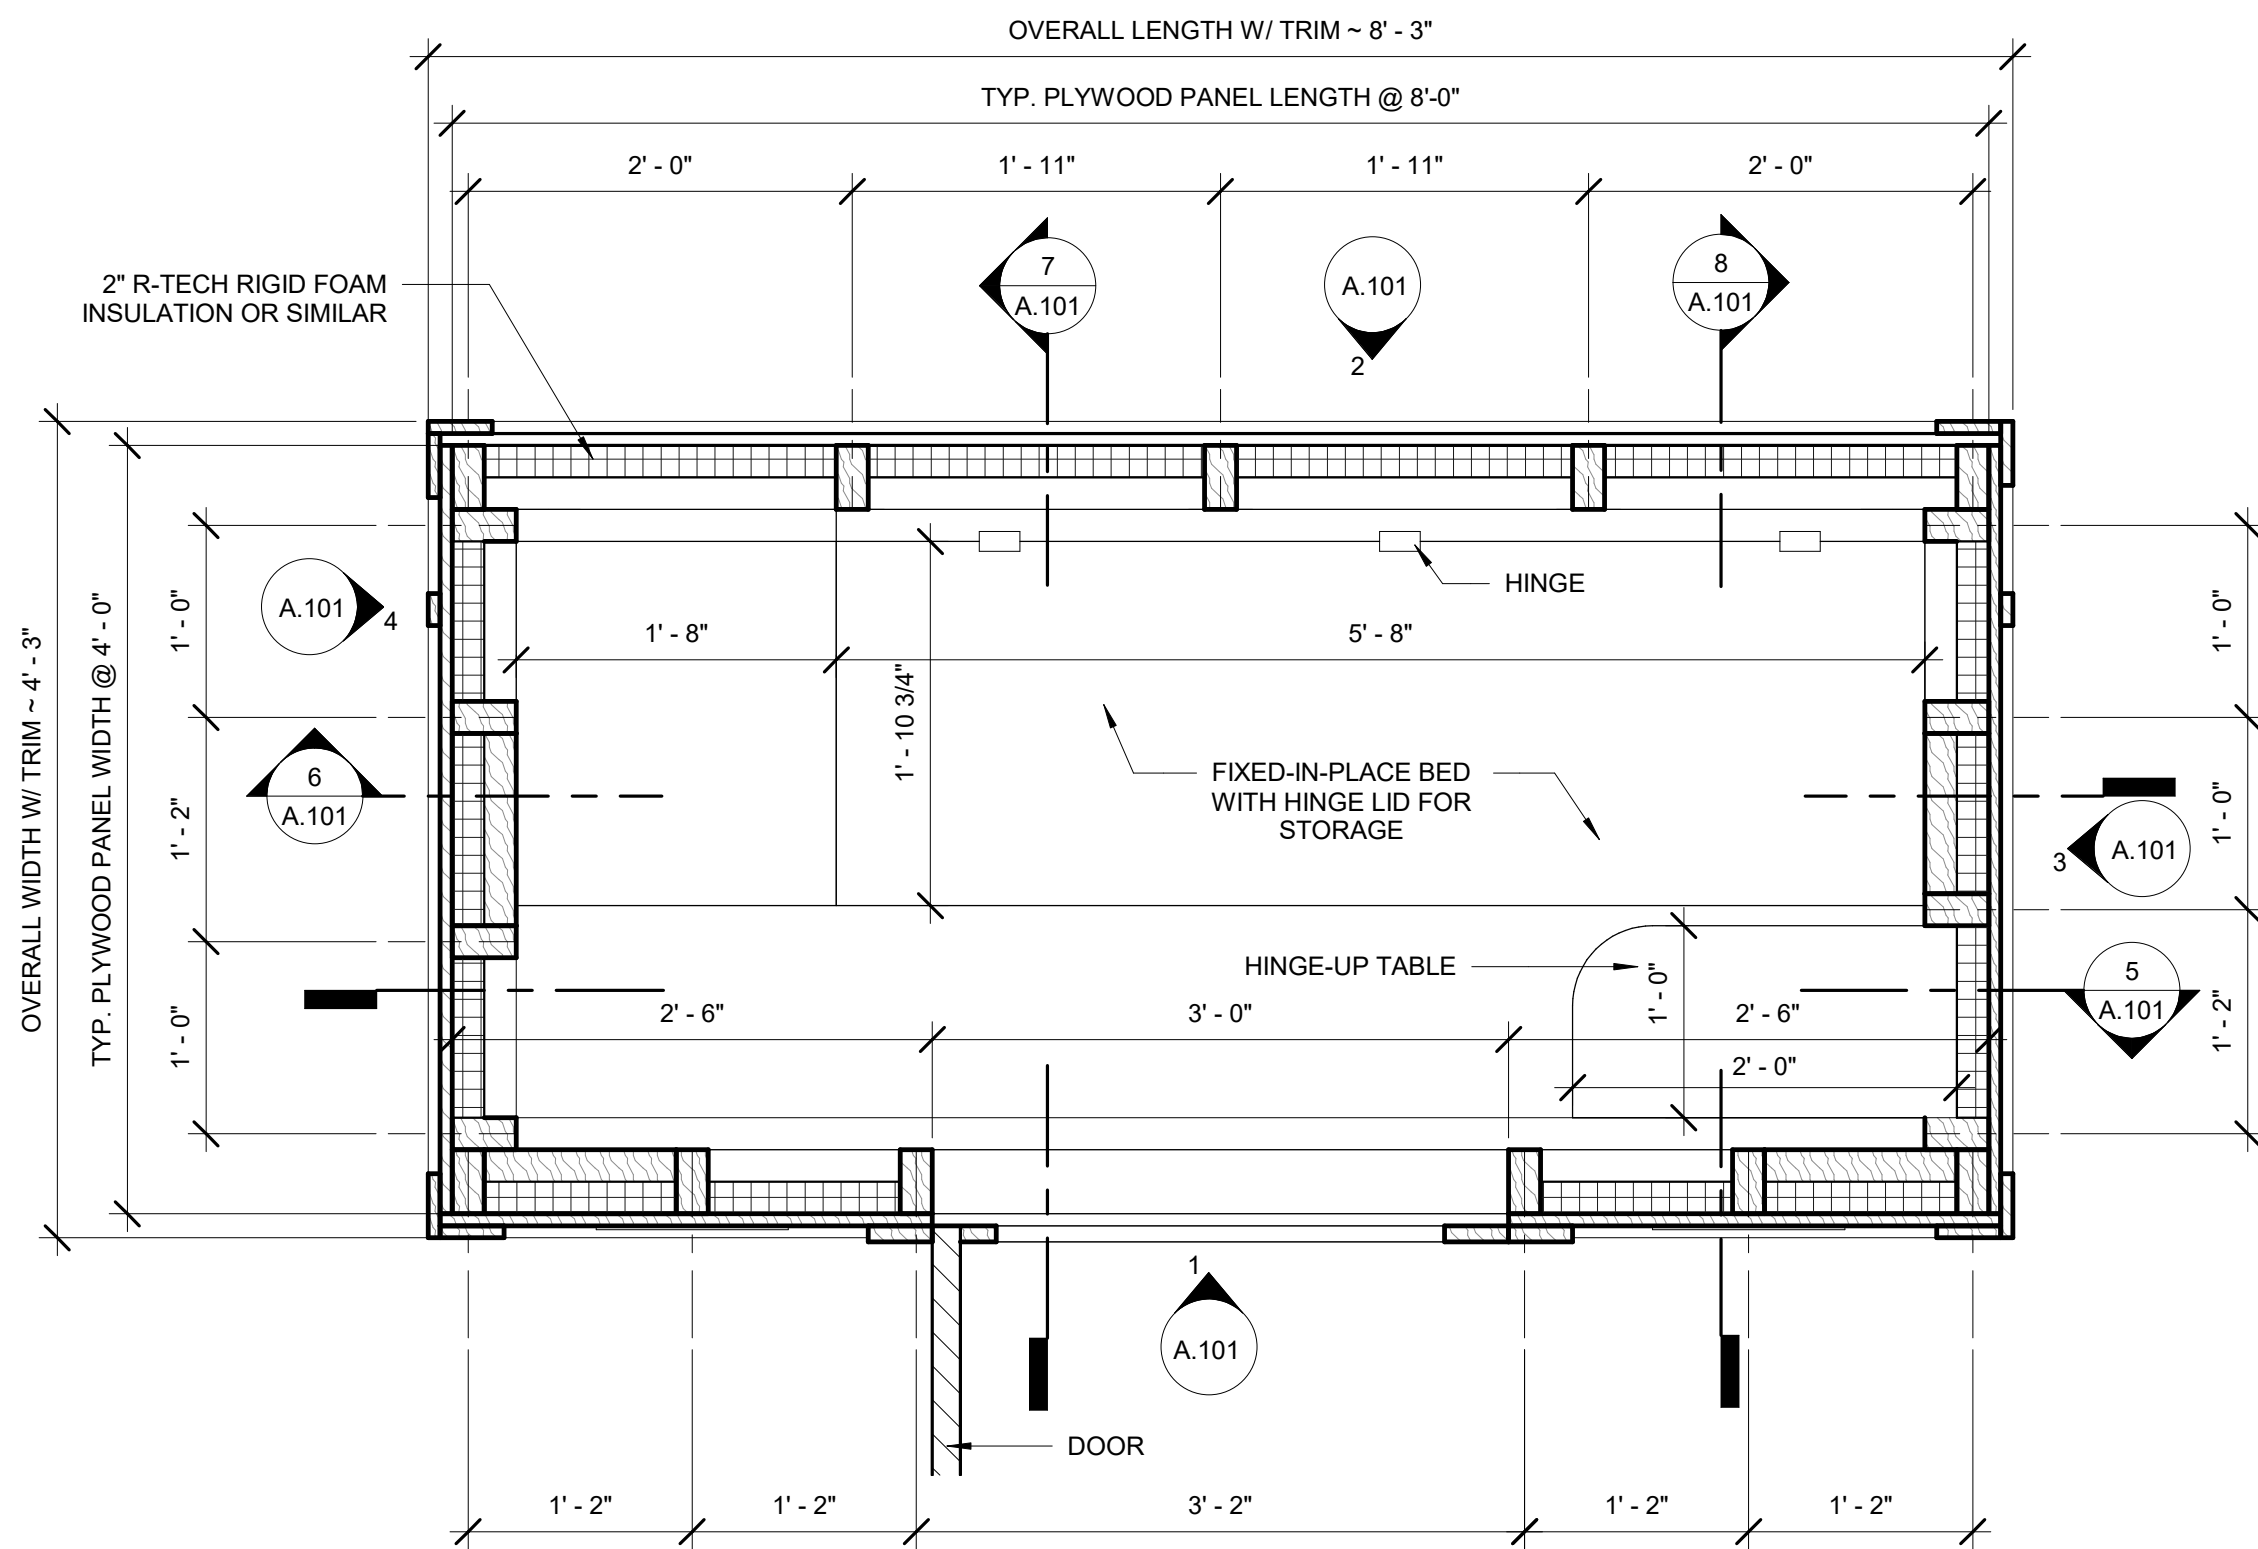 OVERALL LENGTH W/ TRIM ~ 8' - 3"
TYP. PLYWOOD PANEL LENGTH @ 8'-0"
2' - 0"
1' - 11"
1' - 11"
2' - 0"
2" R-TECH RIGID FOAM
INSULATION OR SIMILAR
7
A.101
A.101
2
8
A.101
OVERALL WIDTH W/ TRIM ~ 4' - 3"
TYP. PLYWOOD PANEL WIDTH @ 4' - 0"
1' - 0"
1' - 2"
1' - 0"
A.101
4
6
A.101
HINGE
1' - 8"
5' - 8"
1' - 10 3/4"
FIXED-IN-PLACE BED
WITH HINGE LID FOR
STORAGE
1' - 0"
1' - 0"
1' - 2"
3
A.101
5
A.101
HINGE-UP TABLE
1' - 0"
2' - 6"
3' - 0"
2' - 6"
2' - 0"
1
A.101
DOOR
1' - 2"
1' - 2"
3' - 2"
1' - 2"
1' - 2"